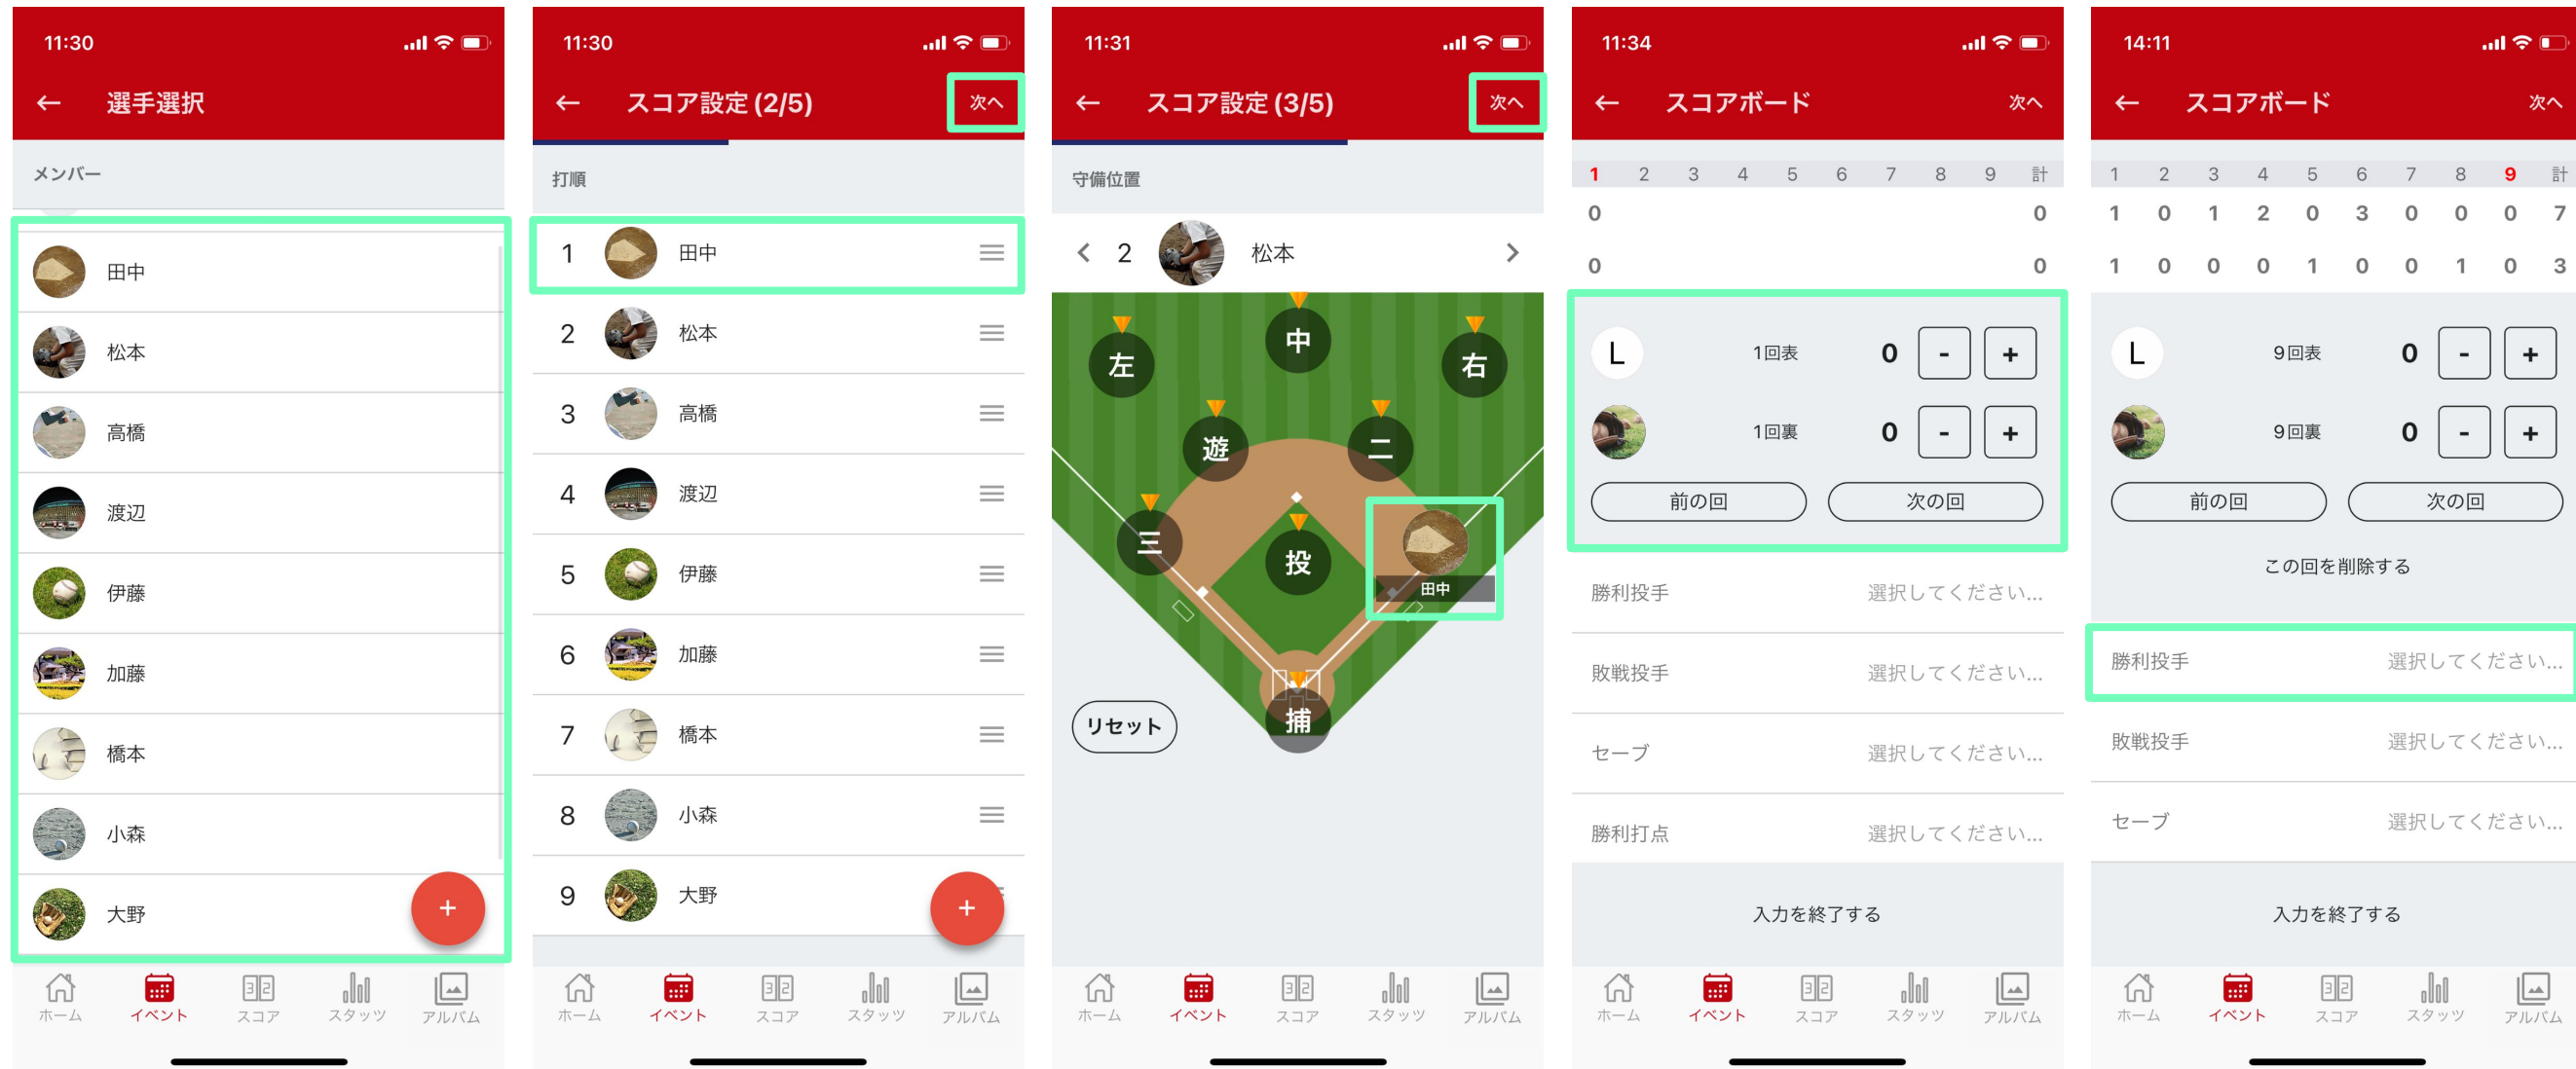 11:30
選手選択
メンバー
田中
松本
高橋
渡辺
伊藤
加藤
橋本
小森
大野
+
ホーム イベント スコア スタッツ アルバム
11:30
スコア設定 (2/5) 次へ
打順
1 田中
2 松本
3 高橋
4 渡辺
5 伊藤
6 加藤
7 橋本
8 小森
9 大野
+
ホーム イベント スコア スタッツ アルバム
11:31
スコア設定 (3/5) 次へ
守備位置
2 松本
中
左 右
遊 二
三 投
田中
捕
リセット
ホーム イベント スコア スタッツ アルバム
11:34
スコアボード 次へ
1 2 3 4 5 6 7 8 9 計
0 0
0 0
L 1回表 0 - +
1回裏 0 - +
前の回 次の回
勝利投手 選択してください...
敗戦投手 選択してください...
セーブ 選択してください...
勝利打点 選択してください...
入力を終了する
ホーム イベント スコア スタッツ アルバム
14:11
スコアボード 次へ
1 2 3 4 5 6 7 8 9 計
1 0 1 2 0 3 0 0 0 7
1 0 0 0 1 0 0 1 0 3
L 9回表 0 - +
9回裏 0 - +
前の回 次の回
この回を削除する
勝利投手 選択してください...
敗戦投手 選択してください...
セーブ 選択してください...
入力を終了する
ホーム イベント スコア スタッツ アルバム